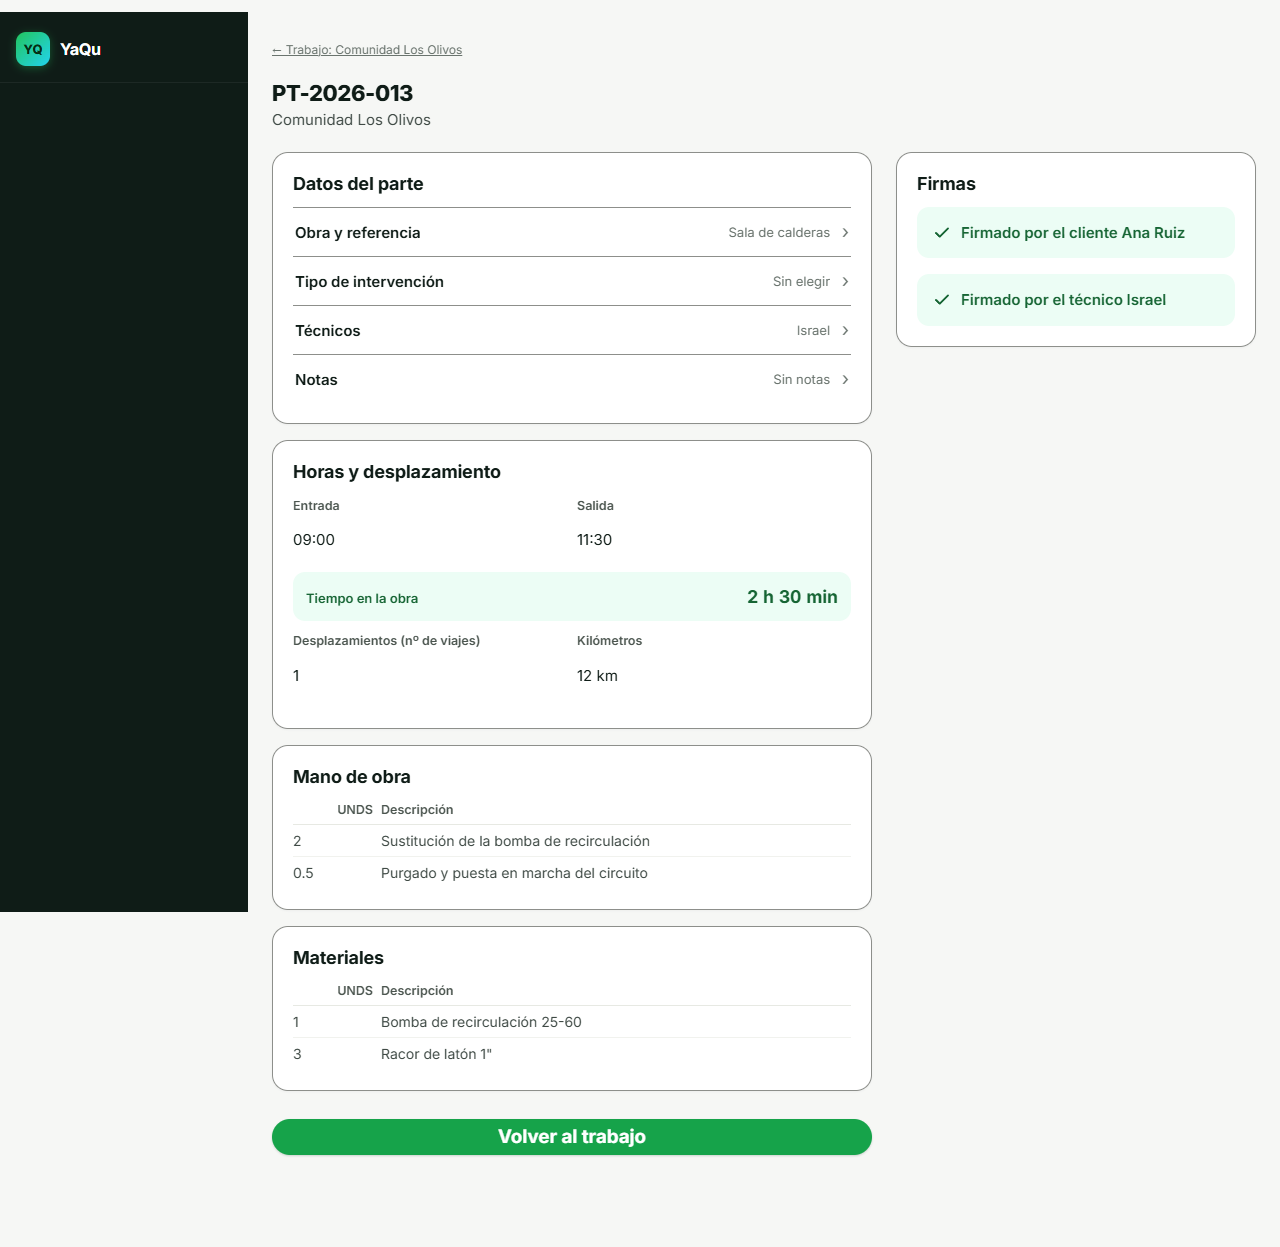 YQ YaQu
← Trabajo: Comunidad Los Olivos
PT-2026-013
Comunidad Los Olivos
Datos del parte
Obra y referencia Sala de calderas
Tipo de intervención Sin elegir
Técnicos Israel
Notas Sin notas
Firmas
Firmado por el cliente Ana Ruiz
Firmado por el técnico Israel
Horas y desplazamiento
Entrada Salida
09:00 11:30
Tiempo en la obra 2 h 30 min
Desplazamientos (nº de viajes) Kilómetros
1 12 km
Mano de obra
UNDS Descripción
2 Sustitución de la bomba de recirculación
0.5 Purgado y puesta en marcha del circuito
Materiales
UNDS Descripción
1 Bomba de recirculación 25-60
3 Racor de latón 1"
Volver al trabajo